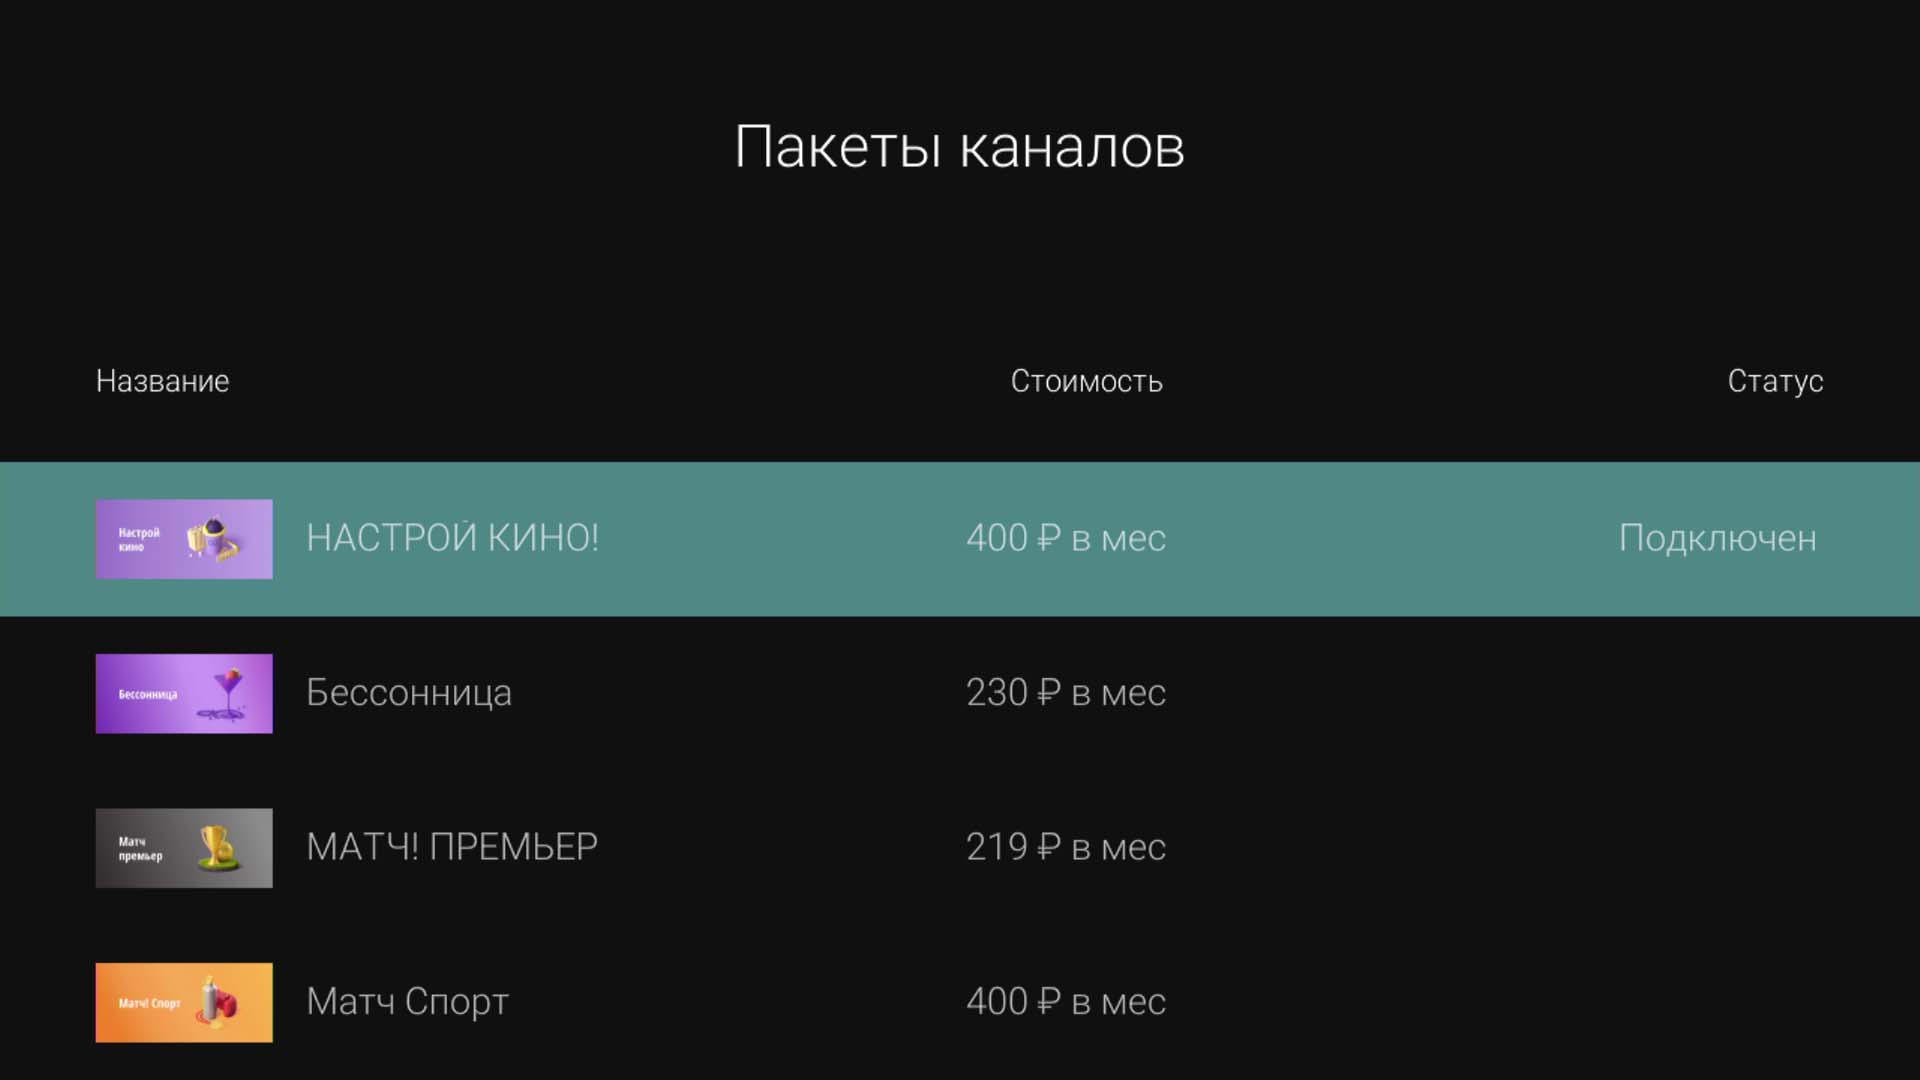 Пакеты каналов
Название Стоимость Статус
Настрой
кино
НАСТРОЙ КИНО! 400 ₽ в мес Подключен
Бессонница
Бессонница 230 ₽ в мес
Матч
премьер
МАТЧ! ПРЕМЬЕР 219 ₽ в мес
Матч! Спорт
Матч Спорт 400 ₽ в мес